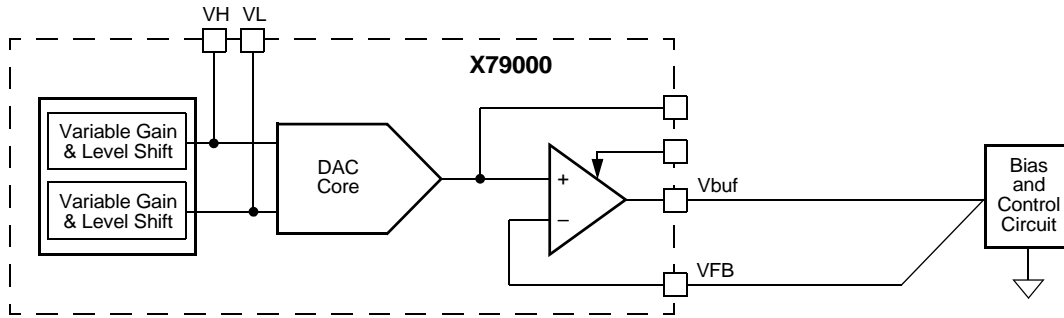 VH
VL
X79000
Variable Gain
& Level Shift
Variable Gain
& Level Shift
DAC
Core
+
−
Vbuf
VFB
Bias
and
Control
Circuit